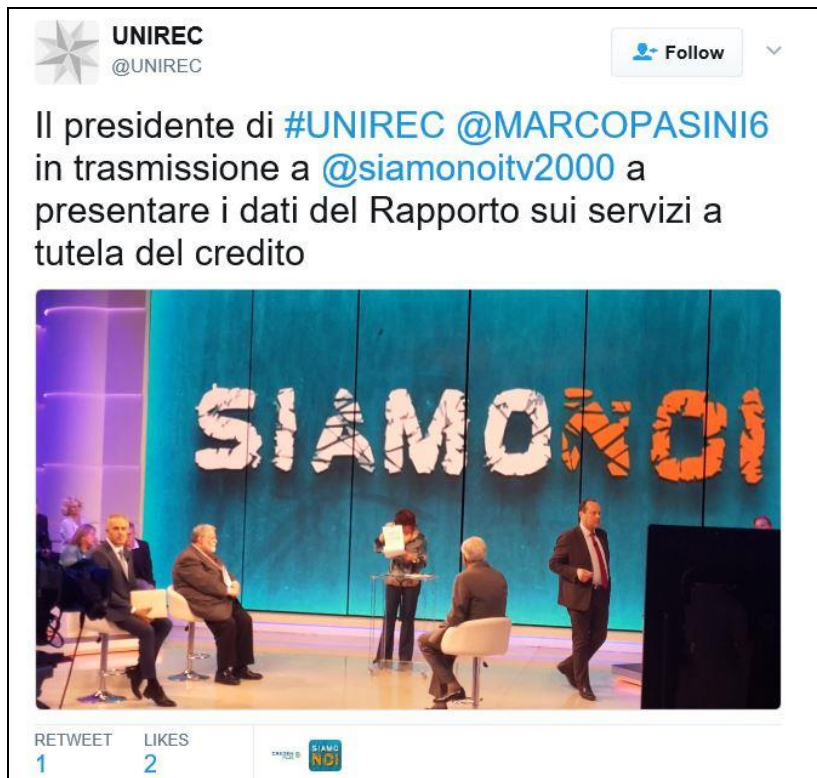 UNIREC
@UNIREC
Follow
Il presidente di #UNIREC @MARCOPASINI6
in trasmissione a @siamonoitv2000 a
presentare i dati del Rapporto sui servizi a
tutela del credito
SIAMONOI
RETWEET LIKES
1 2
SIAMO
NOI